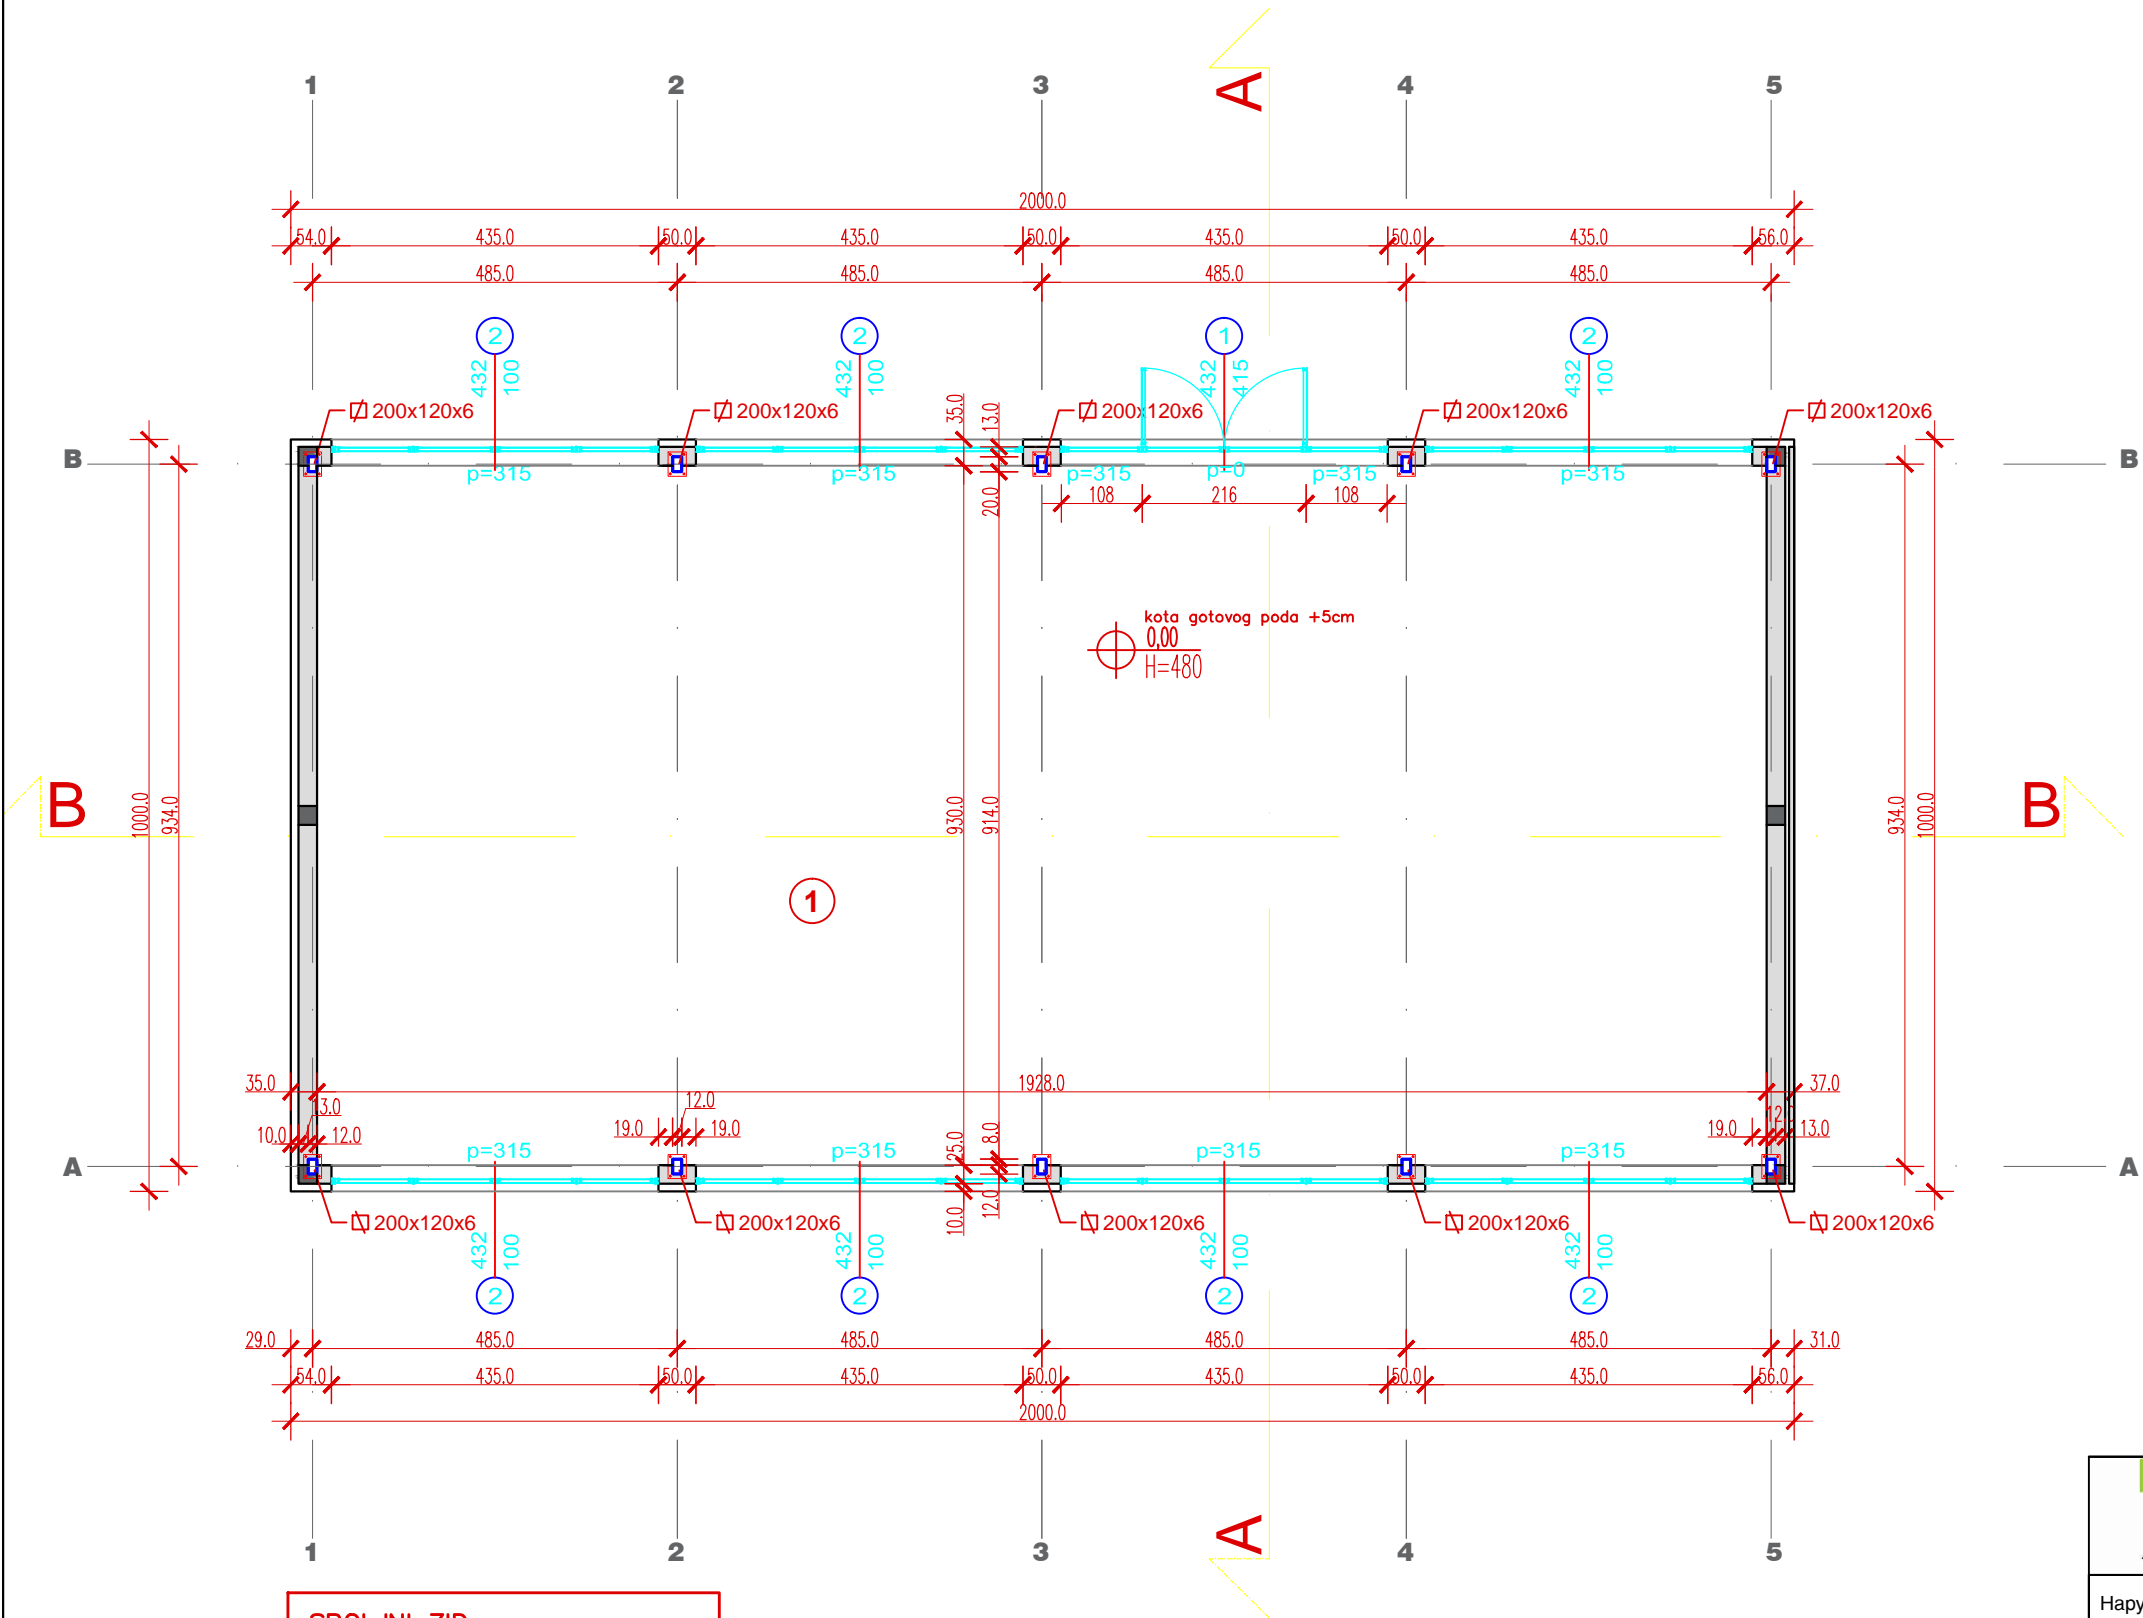 1 2 3 4 5
A
2000.0
54.0 435.0 50.0 435.0 50.0 435.0 50.0 435.0 56.0
485.0 485.0 485.0 485.0
2 2 1 2
432 100 432 100 432 415 432 100
200x120x6 200x120x6 200x120x6 200x120x6 200x120x6
35.0 13.0
B B
p=315 p=315 p=315 p=0 p=315 p=315
20.0 108 216 108
kota gotovog poda +5cm
0,00
H=480
B B
1000.0 934.0 930.0 914.0 934.0 1000.0
1
35.0 1928.0 37.0
13.0 12.0
10.0 12.0 19.0 19.0 25.0 8.0 19.0 13.0
p=315 p=315 p=315 p=315
A A
10.0 12.0
200x120x6 200x120x6 200x120x6 200x120x6 200x120x6
432 100 432 100 432 100 432 100
2 2 2 2
29.0 485.0 485.0 485.0 485.0 31.0
54.0 435.0 50.0 435.0 50.0 435.0 50.0 435.0 56.0
2000.0
A
1 2 3 4 5